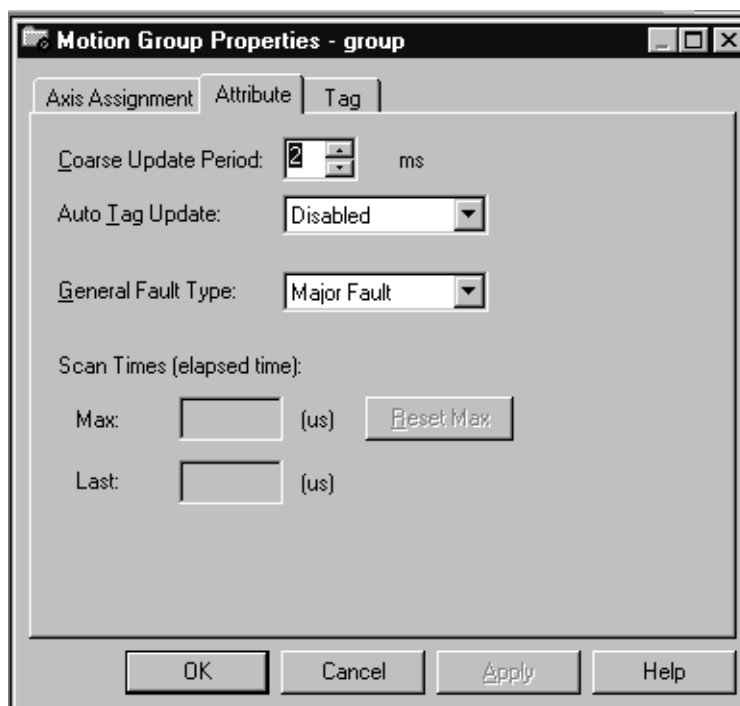 Motion Group Properties - group
Axis Assignment Attribute Tag
Coarse Update Period: 2 ms
Auto Tag Update: Disabled
General Fault Type: Major Fault
Scan Times (elapsed time):
Max: (us) Reset Max
Last: (us)
OK Cancel Apply Help